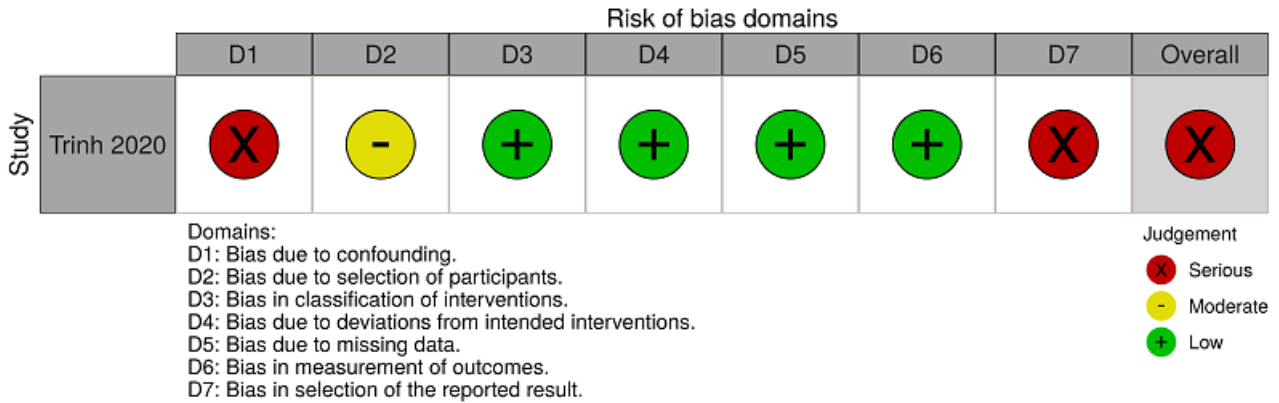 Risk of bias domains
D1 D2 D3 D4 D5 D6 D7 Overall
Study
Trinh 2020 X - + + + + X X
Domains:
D1: Bias due to confounding.
D2: Bias due to selection of participants.
D3: Bias in classification of interventions.
D4: Bias due to deviations from intended interventions.
D5: Bias due to missing data.
D6: Bias in measurement of outcomes.
D7: Bias in selection of the reported result.
Judgement
X Serious
- Moderate
+ Low